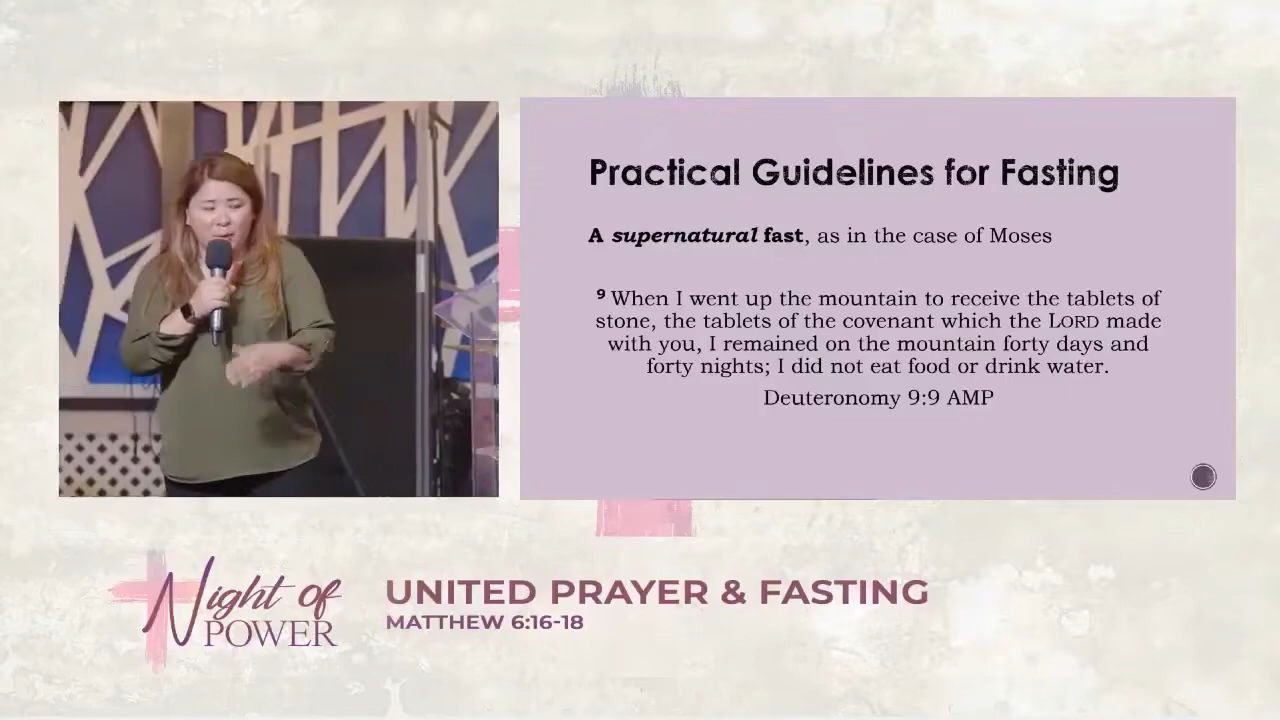 Practical Guidelines for Fasting
A supernatural fast, as in the case of Moses
9 When I went up the mountain to receive the tablets of
stone, the tablets of the covenant which the LORD made
with you, I remained on the mountain forty days and
forty nights; I did not eat food or drink water.
Deuteronomy 9:9 AMP
Night of
POWER
UNITED PRAYER & FASTING
MATTHEW 6:16-18